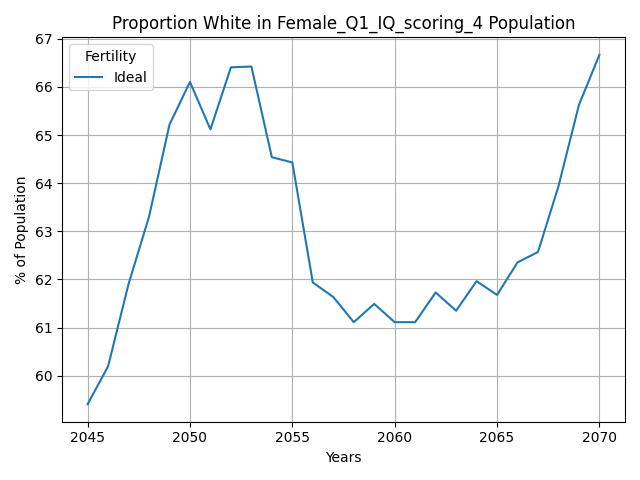 Proportion White in Female_Q1_IQ_scoring_4 Population
67
66
65
64
63
62
61
60
% of Population
Fertility
Ideal
2045 2050 2055 2060 2065 2070
Years